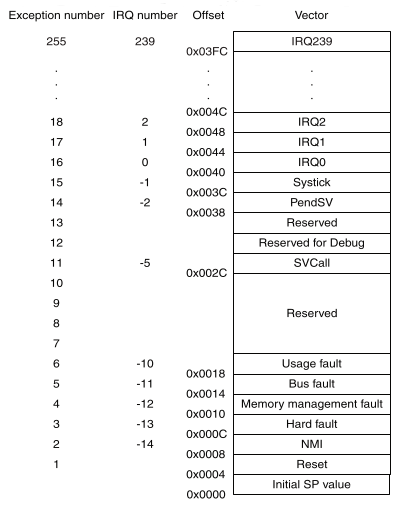 Exception number IRQ number Offset Vector
255 239 IRQ239
0x03FC
. . .
. . .
. . .
0x004C
18 2 IRQ2
0x0048
17 1 IRQ1
0x0044
16 0 IRQ0
0x0040
15 -1 Systick
0x003C
14 -2 PendSV
0x0038
13 Reserved
12 Reserved for Debug
11 -5 SVCall
0x002C
10
9
Reserved
8
7
6 -10 Usage fault
0x0018
5 -11 Bus fault
0x0014
4 -12 Memory management fault
0x0010
3 -13 Hard fault
0x000C
2 -14 NMI
0x0008
1 Reset
0x0004
Initial SP value
0x0000